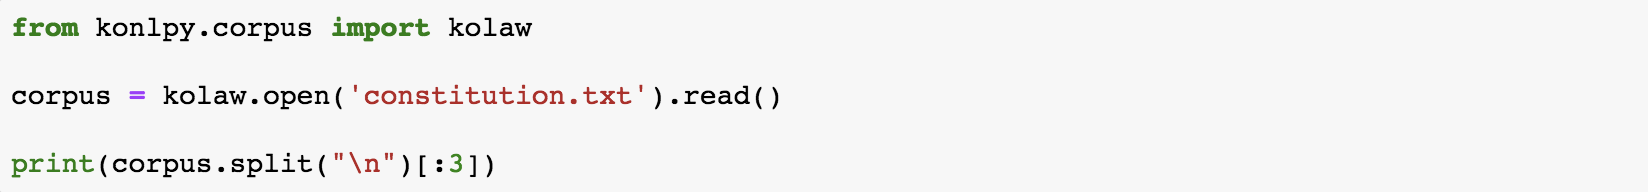 from konlpy.corpus import kolaw
corpus = kolaw.open('constitution.txt').read()
print(corpus.split("\n")[:3])